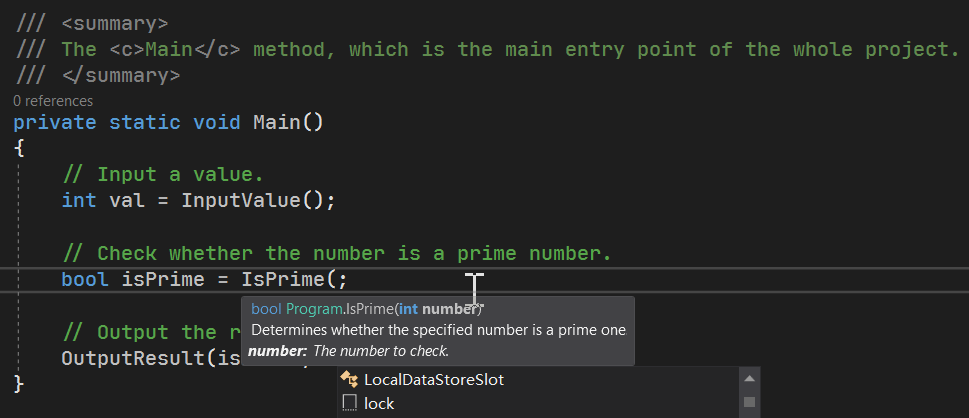 /// <summary>
/// The <c>Main</c> method, which is the main entry point of the whole project.
/// </summary>
0 references
private static void Main()
{
// Input a value.
int val = InputValue();
// Check whether the number is a prime number.
bool isPrime = IsPrime(;
bool Program.IsPrime(int number)
Determines whether the specified number is a prime one
number: The number to check.
// Output the r
OutputResult(is
}
LocalDataStoreSlot
lock